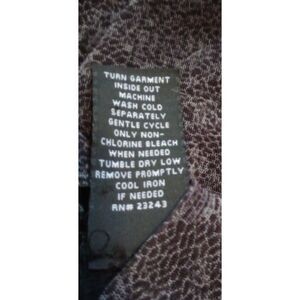 TURN GARMENT
INSIDE OUT
MACHINE
WASH COLD
SEPARATELY
GENTLE CYCLE
ONLY NON-
CHLORINE BLEACH
WHEN NEEDED
TUMBLE DRY LOW
REMOVE PROMPTLY
COOL IRON
IF NEEDED
RN# 23243